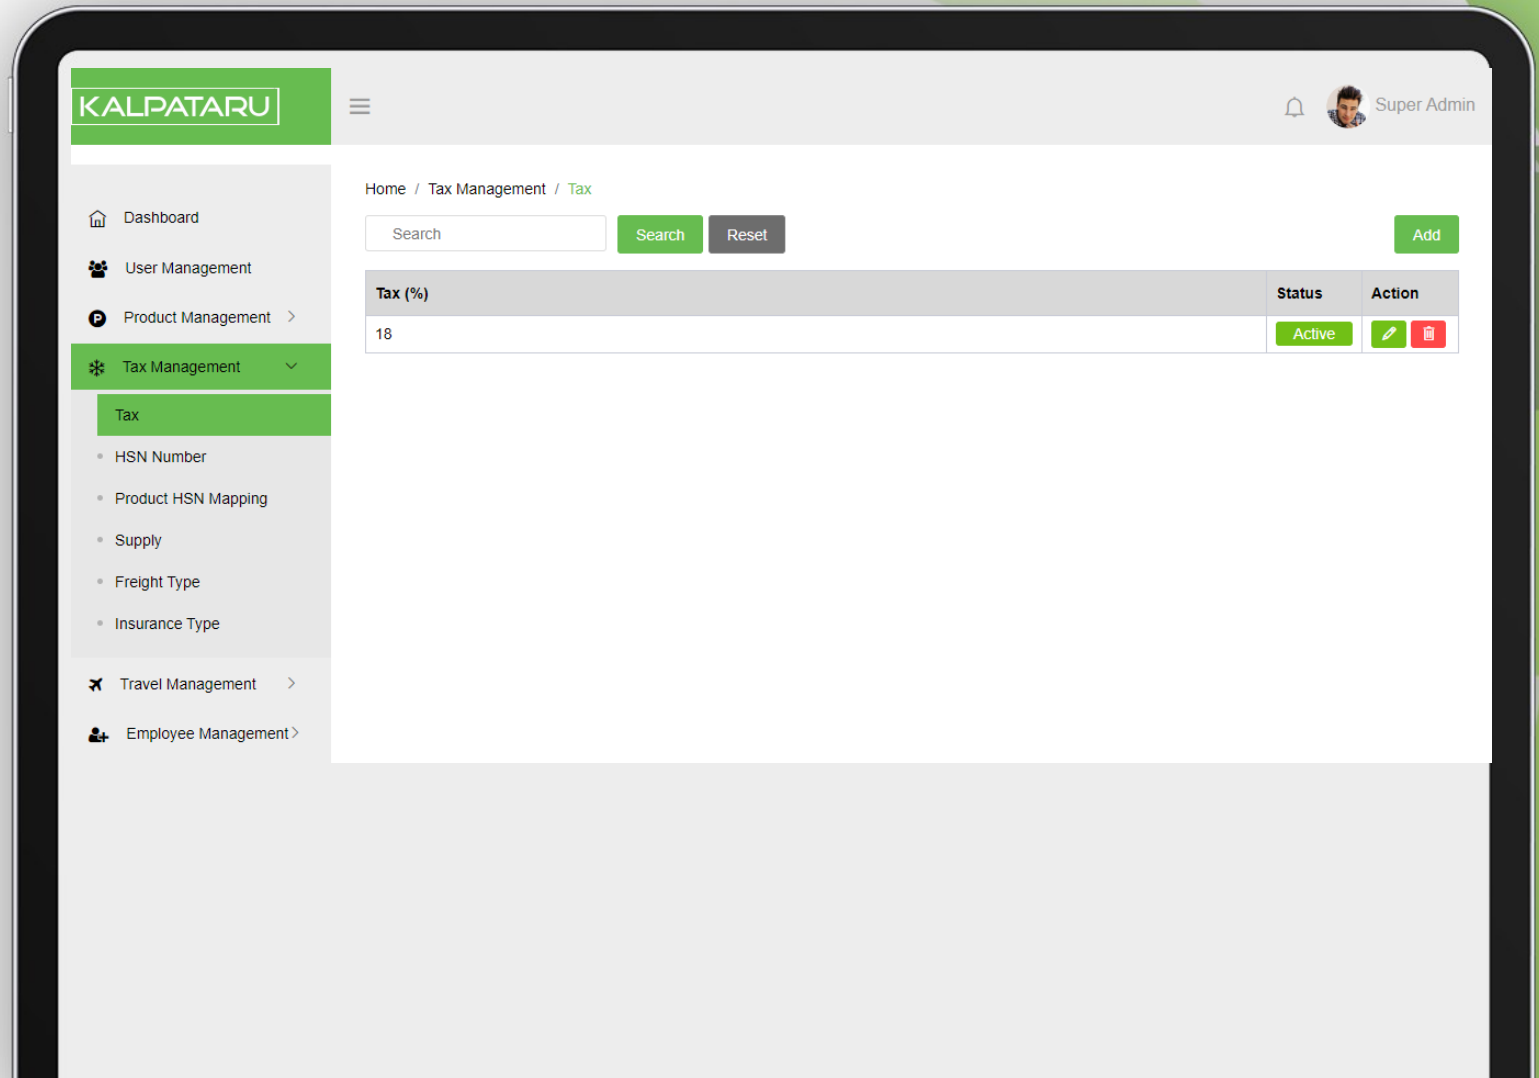 KALPATARU
Super Admin
Home / Tax Management / Tax
Search
Search
Reset
Add
Dashboard
User Management
Product Management
Tax Management
Tax
HSN Number
Product HSN Mapping
Supply
Freight Type
Insurance Type
Travel Management
Employee Management
Tax (%) Status Action
18 Active